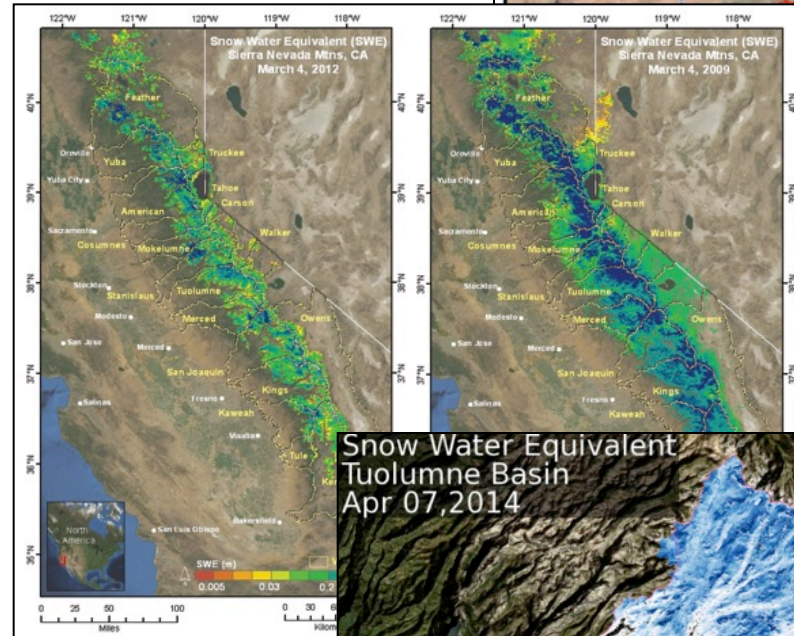 121°W
120°W
119°W
118°W
Snow Water Equivalent (SWE)
Sierra Nevada Mtns, CA
March 4, 2012
40°N
39°N
38°N
37°N
36°N
35°N
Feather
Oroville
Truckee
Yuba
Yuba City
Tahoe
Carson
American
Walker
Sacramento
Cosumnes
Mokelumne
Stockton
Stanislaus
Tuolumne
Modesto
Owens
Merced
San Jose
Merced
San Joaquin
Salinas
Fresno
Kings
Kaweah
Visalia
Tule
San Luis Obispo
Bakersfield
North
America
SWE (m)
0.005
0.03
0.2
0
25
50
100
Miles
121°W
120°W
119°W
118°W
Snow Water Equivalent (SWE)
Sierra Nevada Mtns, CA
March 4, 2009
40°N
39°N
38°N
37°N
Feather
Oroville
Truckee
Yuba
Yuba City
Tahoe
Carson
American
Walker
Sacramento
Cosumnes
Mokelumne
Stockton
Stanislaus
Tuolumne
Modesto
Owens
Merced
San Jose
Merced
San Joaquin
Salinas
Fresno
Kings
Kaweah
0
30
Snow Water Equivalent
Tuolumne Basin
Apr 07,2014